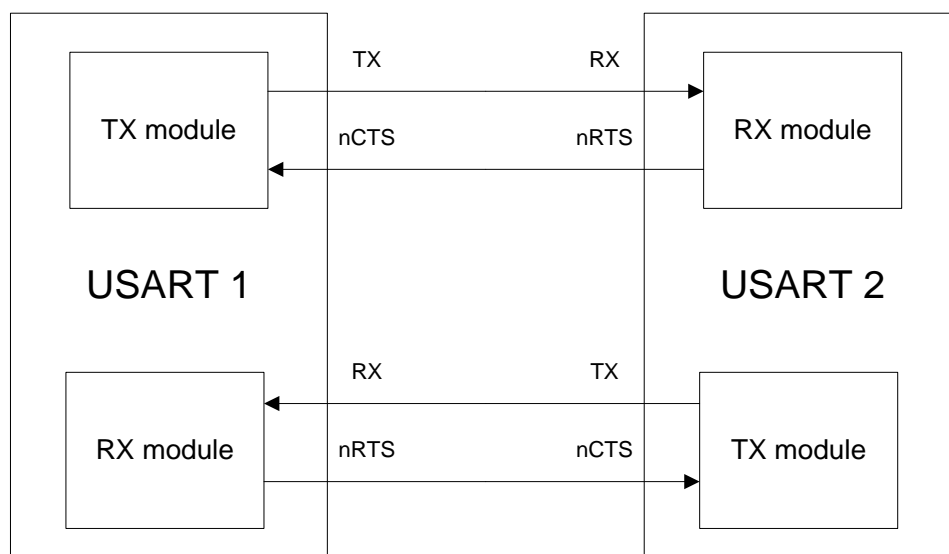 TX RX
TX module RX module
nCTS nRTS
USART 1 USART 2
RX TX
RX module TX module
nRTS nCTS